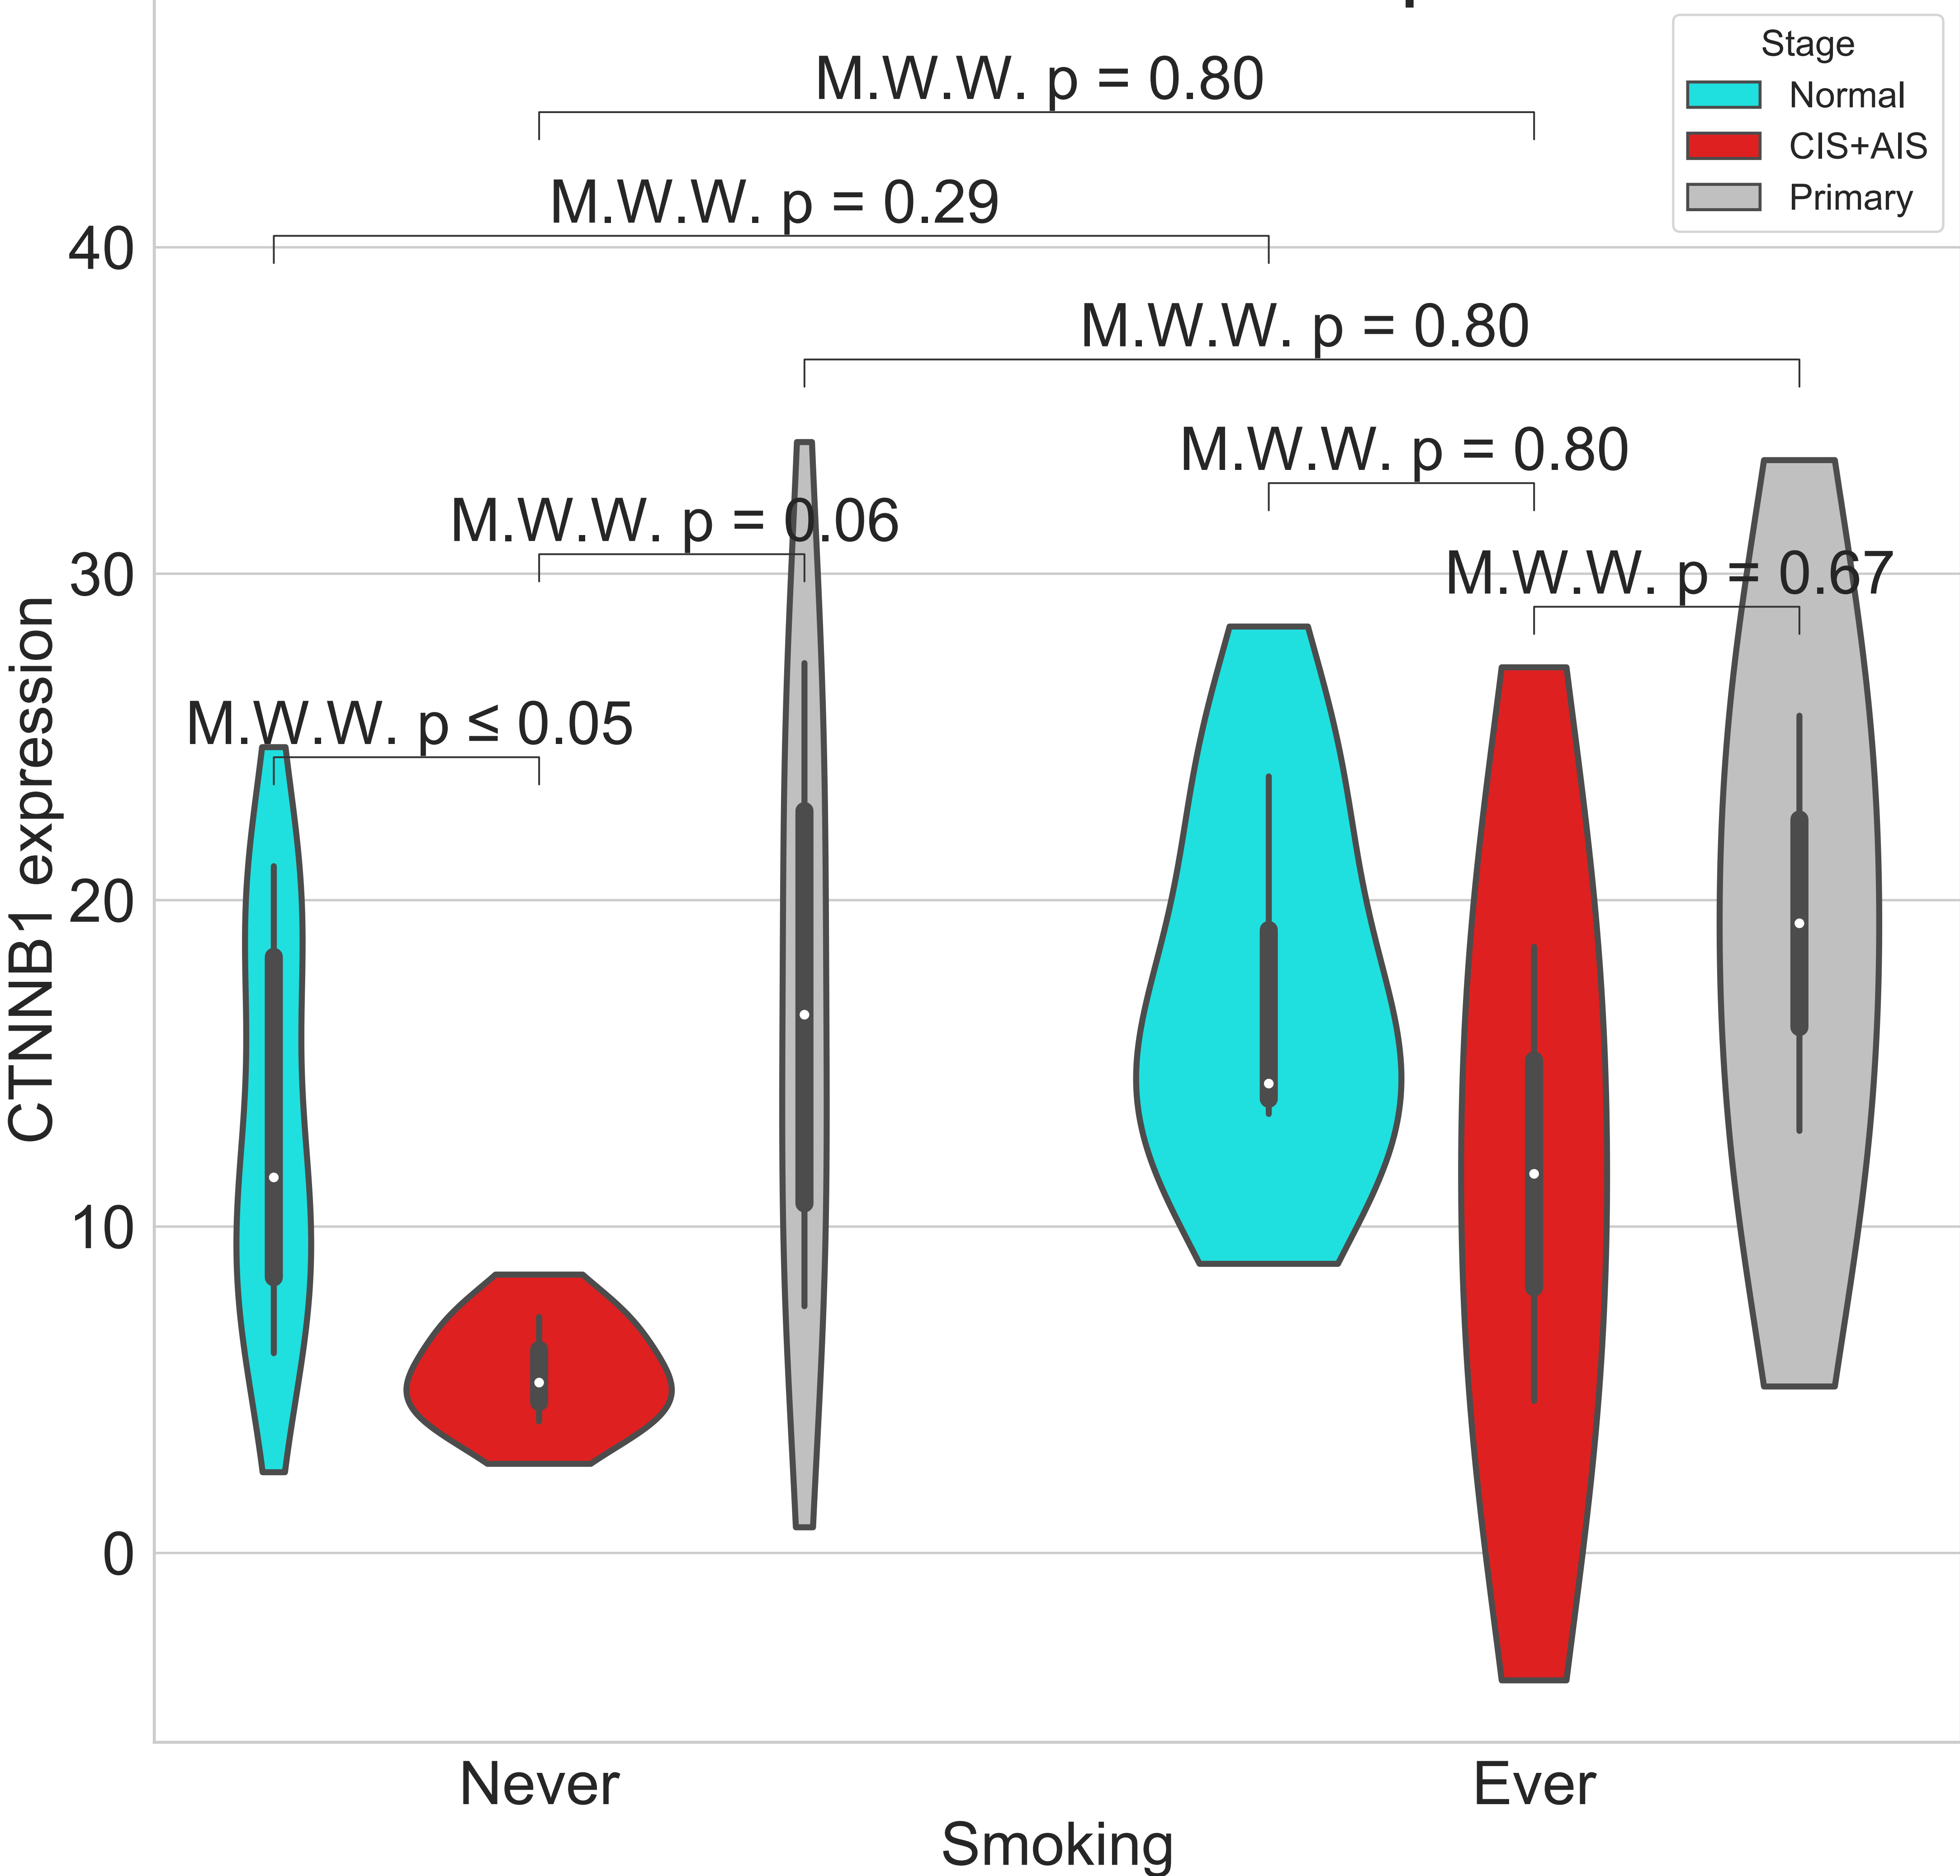 Stage
Normal
CIS+AIS
Primary
M.W.W. p = 0.80
M.W.W. p = 0.29
M.W.W. p = 0.80
M.W.W. p = 0.80
M.W.W. p = 0.06
M.W.W. p = 0.67
M.W.W. p ≤ 0.05
40
30
20
10
0
CTNNB1 expression
Never
Ever
Smoking